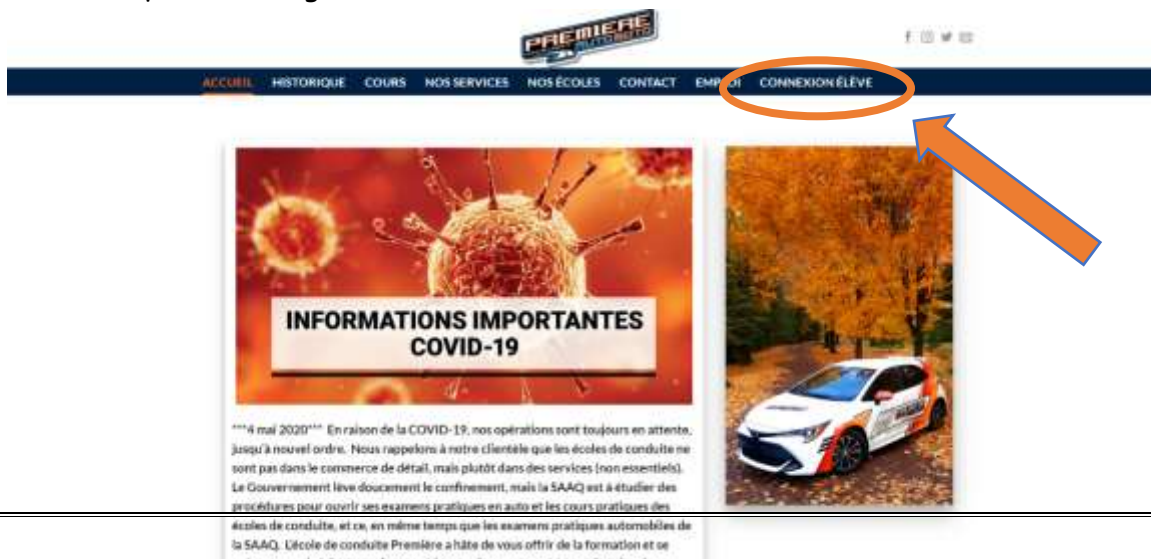 PREMIERE
AUTO MOTO
ACCUEIL HISTORIQUE COURS NOS SERVICES NOS ÉCOLES CONTACT EMPLOI CONNEXION ÉLÈVE
INFORMATIONS IMPORTANTES
COVID-19
***4 mai 2020*** En raison de la COVID-19, nos opérations sont toujours en attente,
jusqu'à nouvel ordre. Nous rappelons à notre clientèle que les écoles de conduite ne
sont pas dans le commerce de détail, mais plutôt dans des services (non essentiels).
Le Gouvernement lève doucement le confinement, mais la SAAQ est à étudier des
procédures pour ouvrir ses examens pratiques en auto et les cours pratiques des
écoles de conduite, et ce, en même temps que les examens pratiques automobiles de
la SAAQ. L'école de conduite Première a hâte de vous offrir de la formation et se